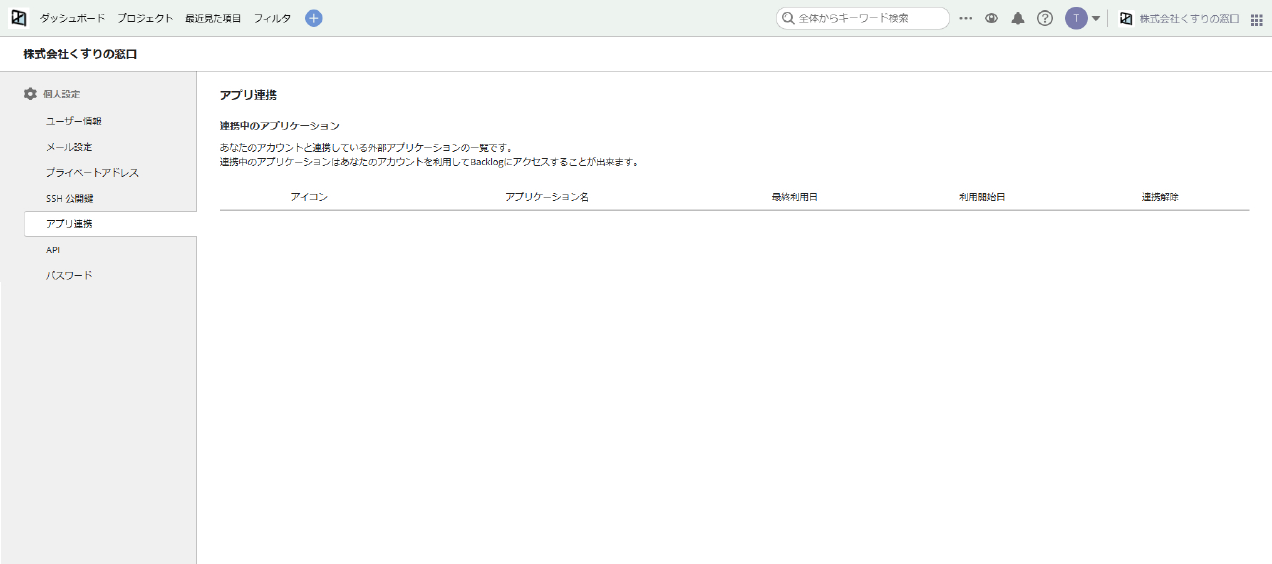 ダッシュボード プロジェクト 最近見た項目 フィルタ 全体からキーワード検索 T 株式会社くすりの窓口
株式会社くすりの窓口
個人設定
ユーザー情報
メール設定
プライベートアドレス
SSH 公開鍵
アプリ連携
API
パスワード
アプリ連携
連携中のアプリケーション
あなたのアカウントと連携している外部アプリケーションの一覧です。
連携中のアプリケーションはあなたのアカウントを利用してBacklogにアクセスすることが出来ます。
アイコン アプリケーション名 最終利用日 利用開始日 連携解除